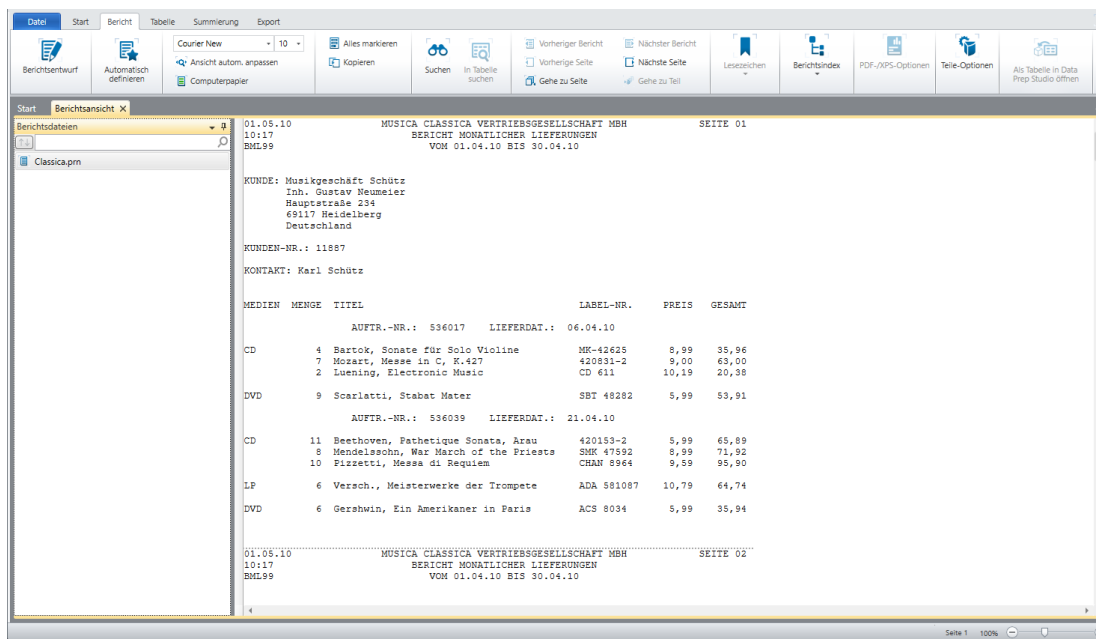 Datei Start Bericht Tabelle Summierung Export
Berichtsentwurf
Automatisch definieren
Courier New 10
Ansicht autom. anpassen
Computerpapier
Alles markieren
Kopieren
Suchen
In Tabelle suchen
Vorheriger Bericht
Vorherige Seite
Gehe zu Seite
Nächster Bericht
Nächste Seite
Gehe zu Teil
Lesezeichen
Berichtsindex
PDF-/XPS-Optionen
Teile-Optionen
Als Tabelle in Data Prep Studio öffnen
Start Berichtsansicht X
Berichtsdateien
Classica.prn
01.05.10 MUSICA CLASSICA VERTRIEBSGESELLSCHAFT MBH SEITE 01
10:17 BERICHT MONATLICHER LIEFERUNGEN
BML99 VOM 01.04.10 BIS 30.04.10
KUNDE: Musikgeschäft Schütz
Inh. Gustav Neumeier
Hauptstraße 234
69117 Heidelberg
Deutschland
KUNDEN-NR.: 11887
KONTAKT: Karl Schütz
MEDIEN MENGE TITEL LABEL-NR. PREIS GESAMT
AUFTR.-NR.: 536017 LIEFERDAT.: 06.04.10
CD 4 Bartok, Sonate für Solo Violine MK-42625 8,99 35,96
7 Mozart, Messe in C, K.427 420831-2 9,00 63,00
2 Luening, Electronic Music CD 611 10,19 20,38
DVD 9 Scarlatti, Stabat Mater SBT 48282 5,99 53,91
AUFTR.-NR.: 536039 LIEFERDAT.: 21.04.10
CD 11 Beethoven, Pathetique Sonata, Arau 420153-2 5,99 65,89
8 Mendelssohn, War March of the Priests SMK 47592 8,99 71,92
10 Pizzetti, Messa di Requiem CHAN 8964 9,59 95,90
LP 6 Versch., Meisterwerke der Trompete ADA 581087 10,79 64,74
DVD 6 Gershwin, Ein Amerikaner in Paris ACS 8034 5,99 35,94
01.05.10 MUSICA CLASSICA VERTRIEBSGESELLSCHAFT MBH SEITE 02
10:17 BERICHT MONATLICHER LIEFERUNGEN
BML99 VOM 01.04.10 BIS 30.04.10
Seite 1 100%